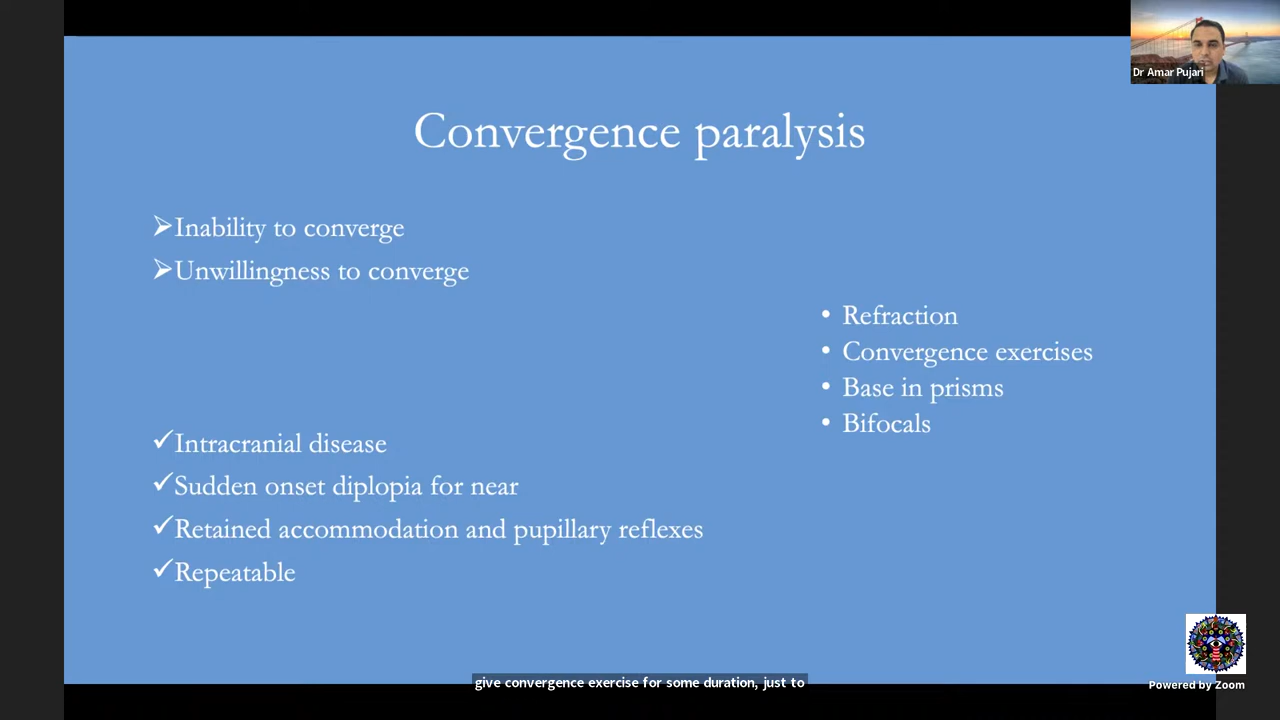 Dr Amar Pujari
Convergence paralysis
Inability to converge
Unwillingness to converge
Refraction
Convergence exercises
Base in prisms
Bifocals
Intracranial disease
Sudden onset diplopia for near
Retained accommodation and pupillary reflexes
Repeatable
give convergence exercise for some duration, just to
Powered by Zoom